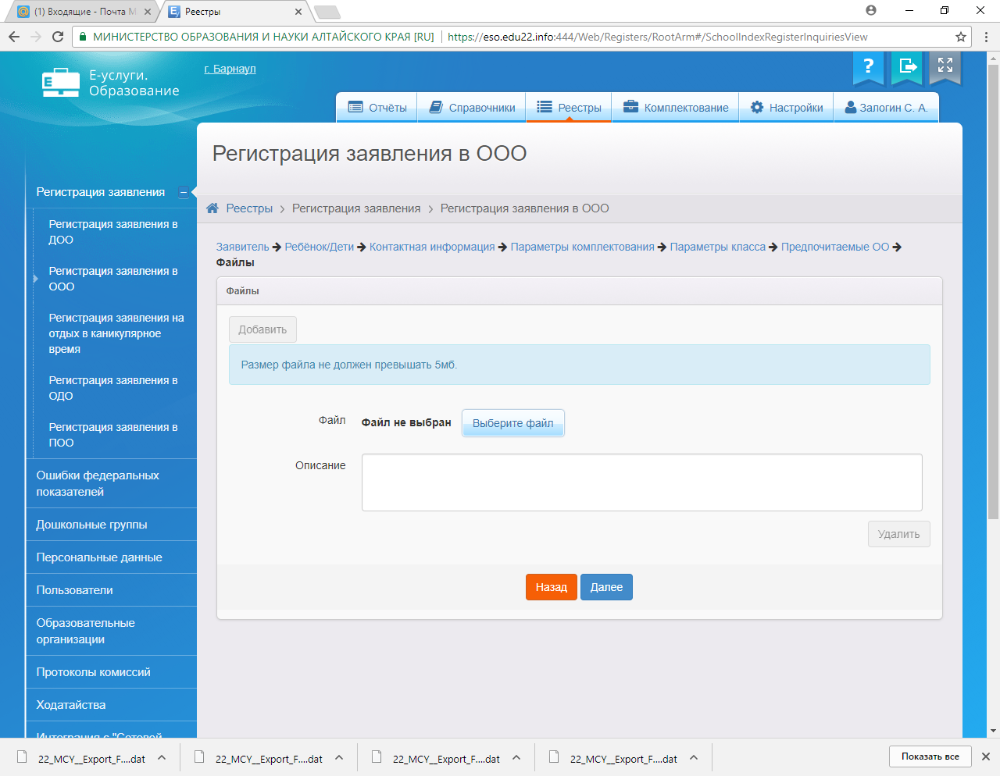 (1) Входящие - Почта M
Реестры
МИНИСТЕРСТВО ОБРАЗОВАНИЯ И НАУКИ АЛТАЙСКОГО КРАЯ [RU] https://eso.edu22.info:444/Web/Registers/RootArm#/SchoolIndexRegisterInquiriesView
Е-услуги.
Образование
г. Барнаул
?
Отчёты Справочники Реестры Комплектование Настройки Залогин С. А.
Регистрация заявления в ООО
Реестры > Регистрация заявления > Регистрация заявления в ООО
Регистрация заявления
Регистрация заявления в
ДОО
Регистрация заявления в
ООО
Регистрация заявления на
отдых в каникулярное
время
Регистрация заявления в
ОДО
Регистрация заявления в
ПОО
Ошибки федеральных
показателей
Дошкольные группы
Персональные данные
Пользователи
Образовательные
организации
Протоколы комиссий
Ходатайства
Интеграция с "Сетевой
Заявитель → Ребёнок/Дети → Контактная информация → Параметры комплектования → Параметры класса → Предпочитаемые ОО →
Файлы
Файлы
Добавить
Размер файла не должен превышать 5мб.
Файл Файл не выбран Выберите файл
Описание
Удалить
Назад Далее
22_MCY__Export_F....dat 22_MCY__Export_F....dat 22_MCY__Export_F....dat 22_MCY__Export_F....dat Показать все